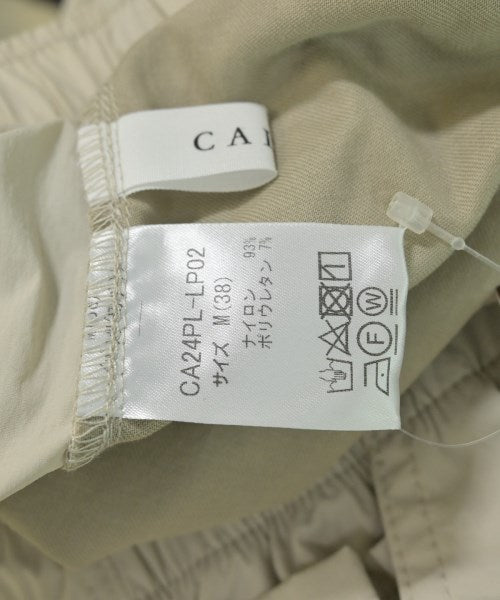 CA
CA24PL-LP02
サイズ M(38)
ナイロン 93%
ポリウレタン 7%
F
W